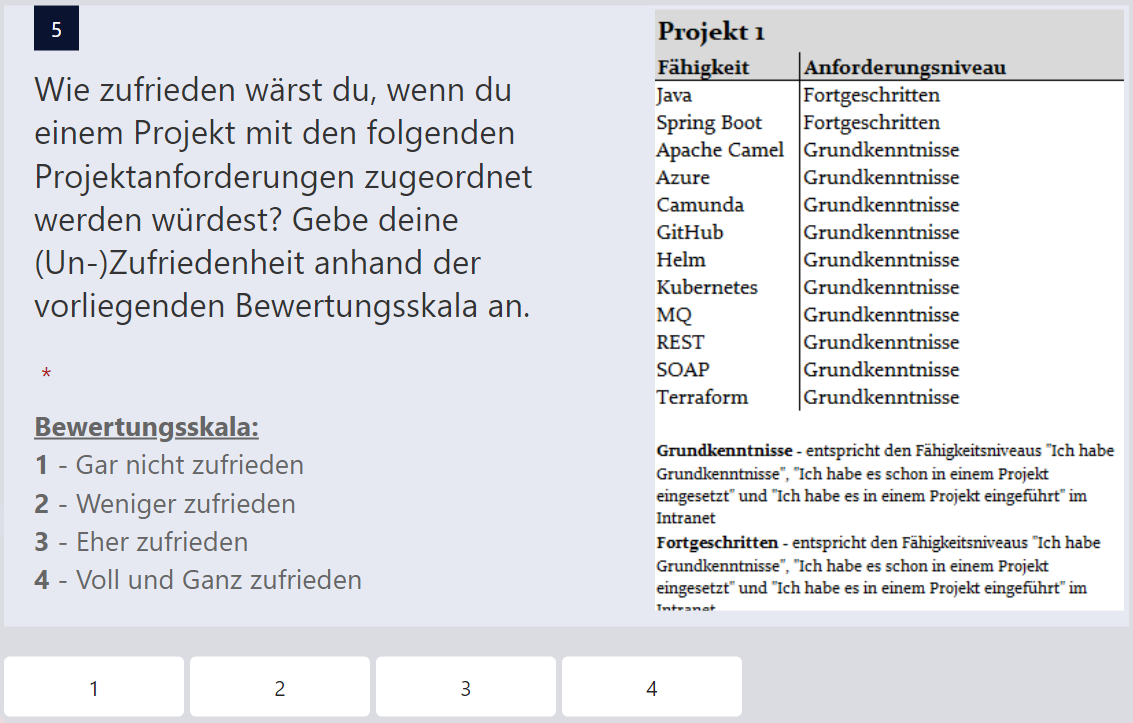 5
Wie zufrieden wärst du, wenn du
einem Projekt mit den folgenden
Projektanforderungen zugeordnet
werden würdest? Gebe deine
(Un-)Zufriedenheit anhand der
vorliegenden Bewertungsskala an.
*
Bewertungsskala:
1 - Gar nicht zufrieden
2 - Weniger zufrieden
3 - Eher zufrieden
4 - Voll und Ganz zufrieden
Projekt 1
Fähigkeit Anforderungsniveau
Java Fortgeschritten
Spring Boot Fortgeschritten
Apache Camel Grundkenntnisse
Azure Grundkenntnisse
Camunda Grundkenntnisse
GitHub Grundkenntnisse
Helm Grundkenntnisse
Kubernetes Grundkenntnisse
MQ Grundkenntnisse
REST Grundkenntnisse
SOAP Grundkenntnisse
Terraform Grundkenntnisse
Grundkenntnisse - entspricht den Fähigkeitsniveaus "Ich habe
Grundkenntnisse", "Ich habe es schon in einem Projekt
eingesetzt" und "Ich habe es in einem Projekt eingeführt" im
Intranet
Fortgeschritten - entspricht den Fähigkeitsniveaus "Ich habe
Grundkenntnisse", "Ich habe es schon in einem Projekt
eingesetzt" und "Ich habe es in einem Projekt eingeführt" im
Intranet
1 2 3 4